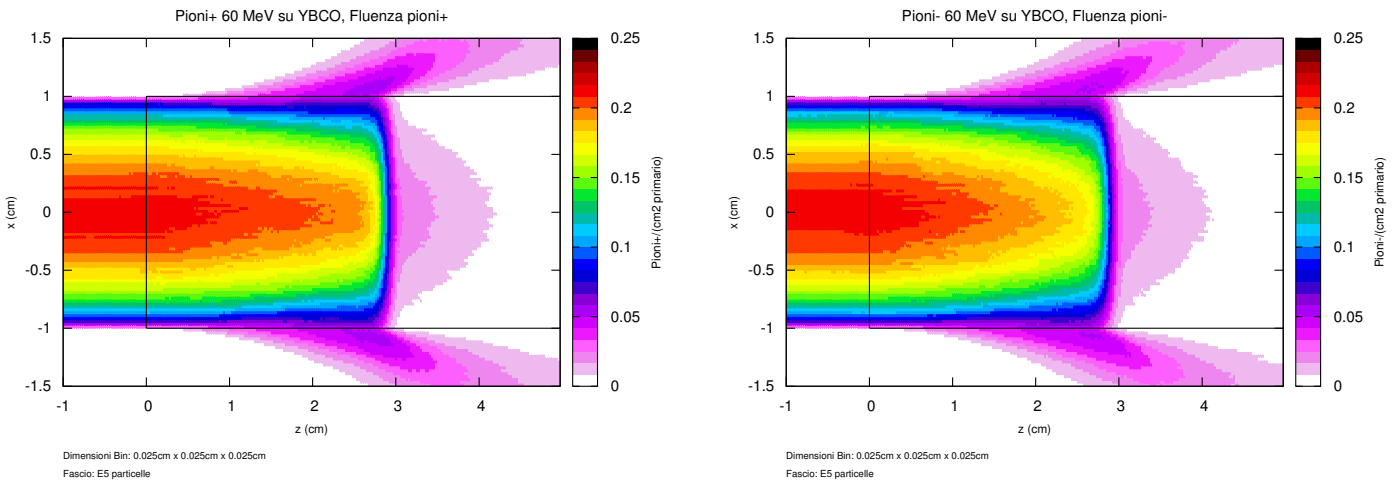 Pioni+ 60 MeV su YBCO, Fluenza pioni+
1.5
1
0.5
0
-0.5
-1
-1.5
x (cm)
-1 0 1 2 3 4
z (cm)
0.25
0.2
0.15
0.1
0.05
0
Pioni+/(cm2 primario)
Dimensioni Bin: 0.025cm x 0.025cm x 0.025cm
Fascio: E5 particelle
Pioni- 60 MeV su YBCO, Fluenza pioni-
1.5
1
0.5
0
-0.5
-1
-1.5
x (cm)
-1 0 1 2 3 4
z (cm)
0.25
0.2
0.15
0.1
0.05
0
Pioni-/(cm2 primario)
Dimensioni Bin: 0.025cm x 0.025cm x 0.025cm
Fascio: E5 particelle